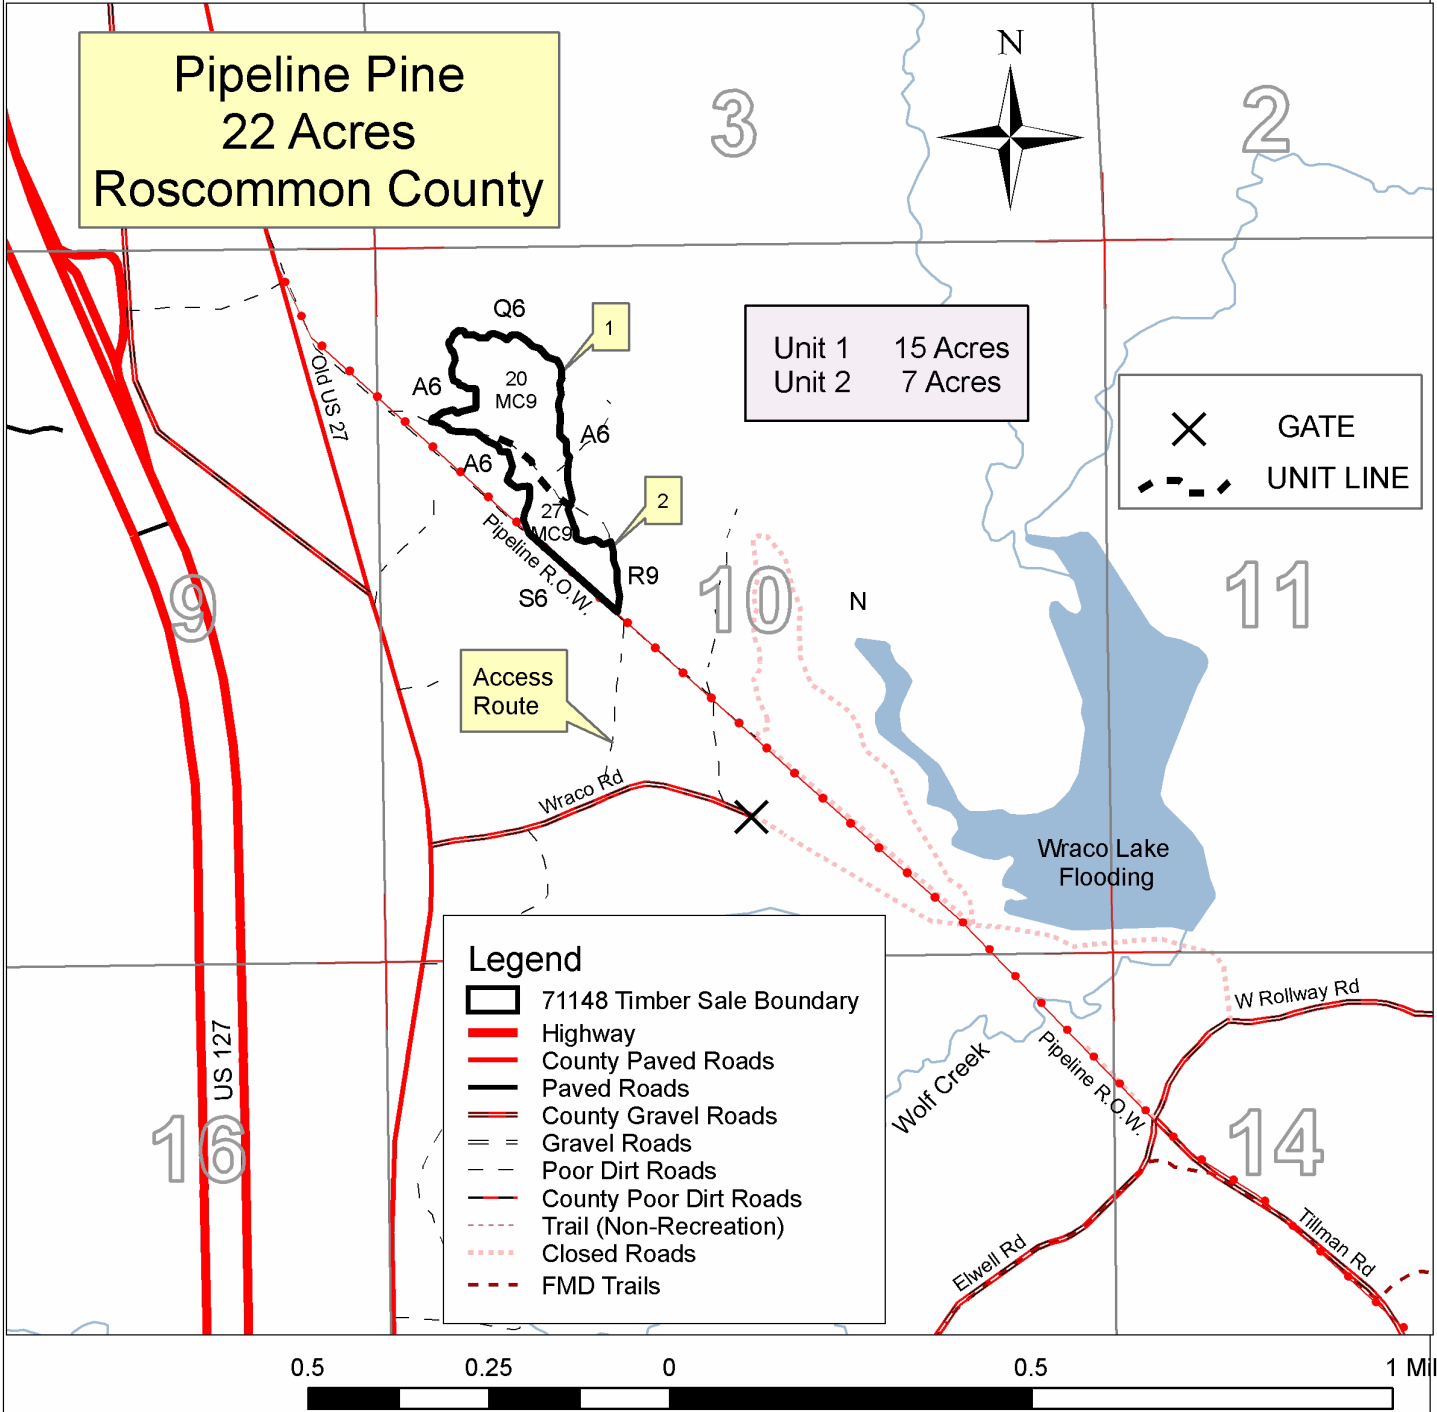 Pipeline Pine
22 Acres
Roscommon County
N
3
2
Q6
1
Unit 1 15 Acres
Unit 2 7 Acres
A6
20
MC9
Old US 27
A6
A6
GATE
UNIT LINE
2
27
MC9
Pipeline R.O.W.
R9
S6
9
10
N
11
Access
Route
Wraco Rd
Wraco Lake
Flooding
Legend
71148 Timber Sale Boundary
Highway
County Paved Roads
Paved Roads
County Gravel Roads
Gravel Roads
Poor Dirt Roads
County Poor Dirt Roads
Trail (Non-Recreation)
Closed Roads
FMD Trails
US 127
16
W Rollway Rd
Wolf Creek
Pipeline R.O.W.
14
Elwell Rd
Tillman Rd
0.5 0.25 0 0.5 1 Mil